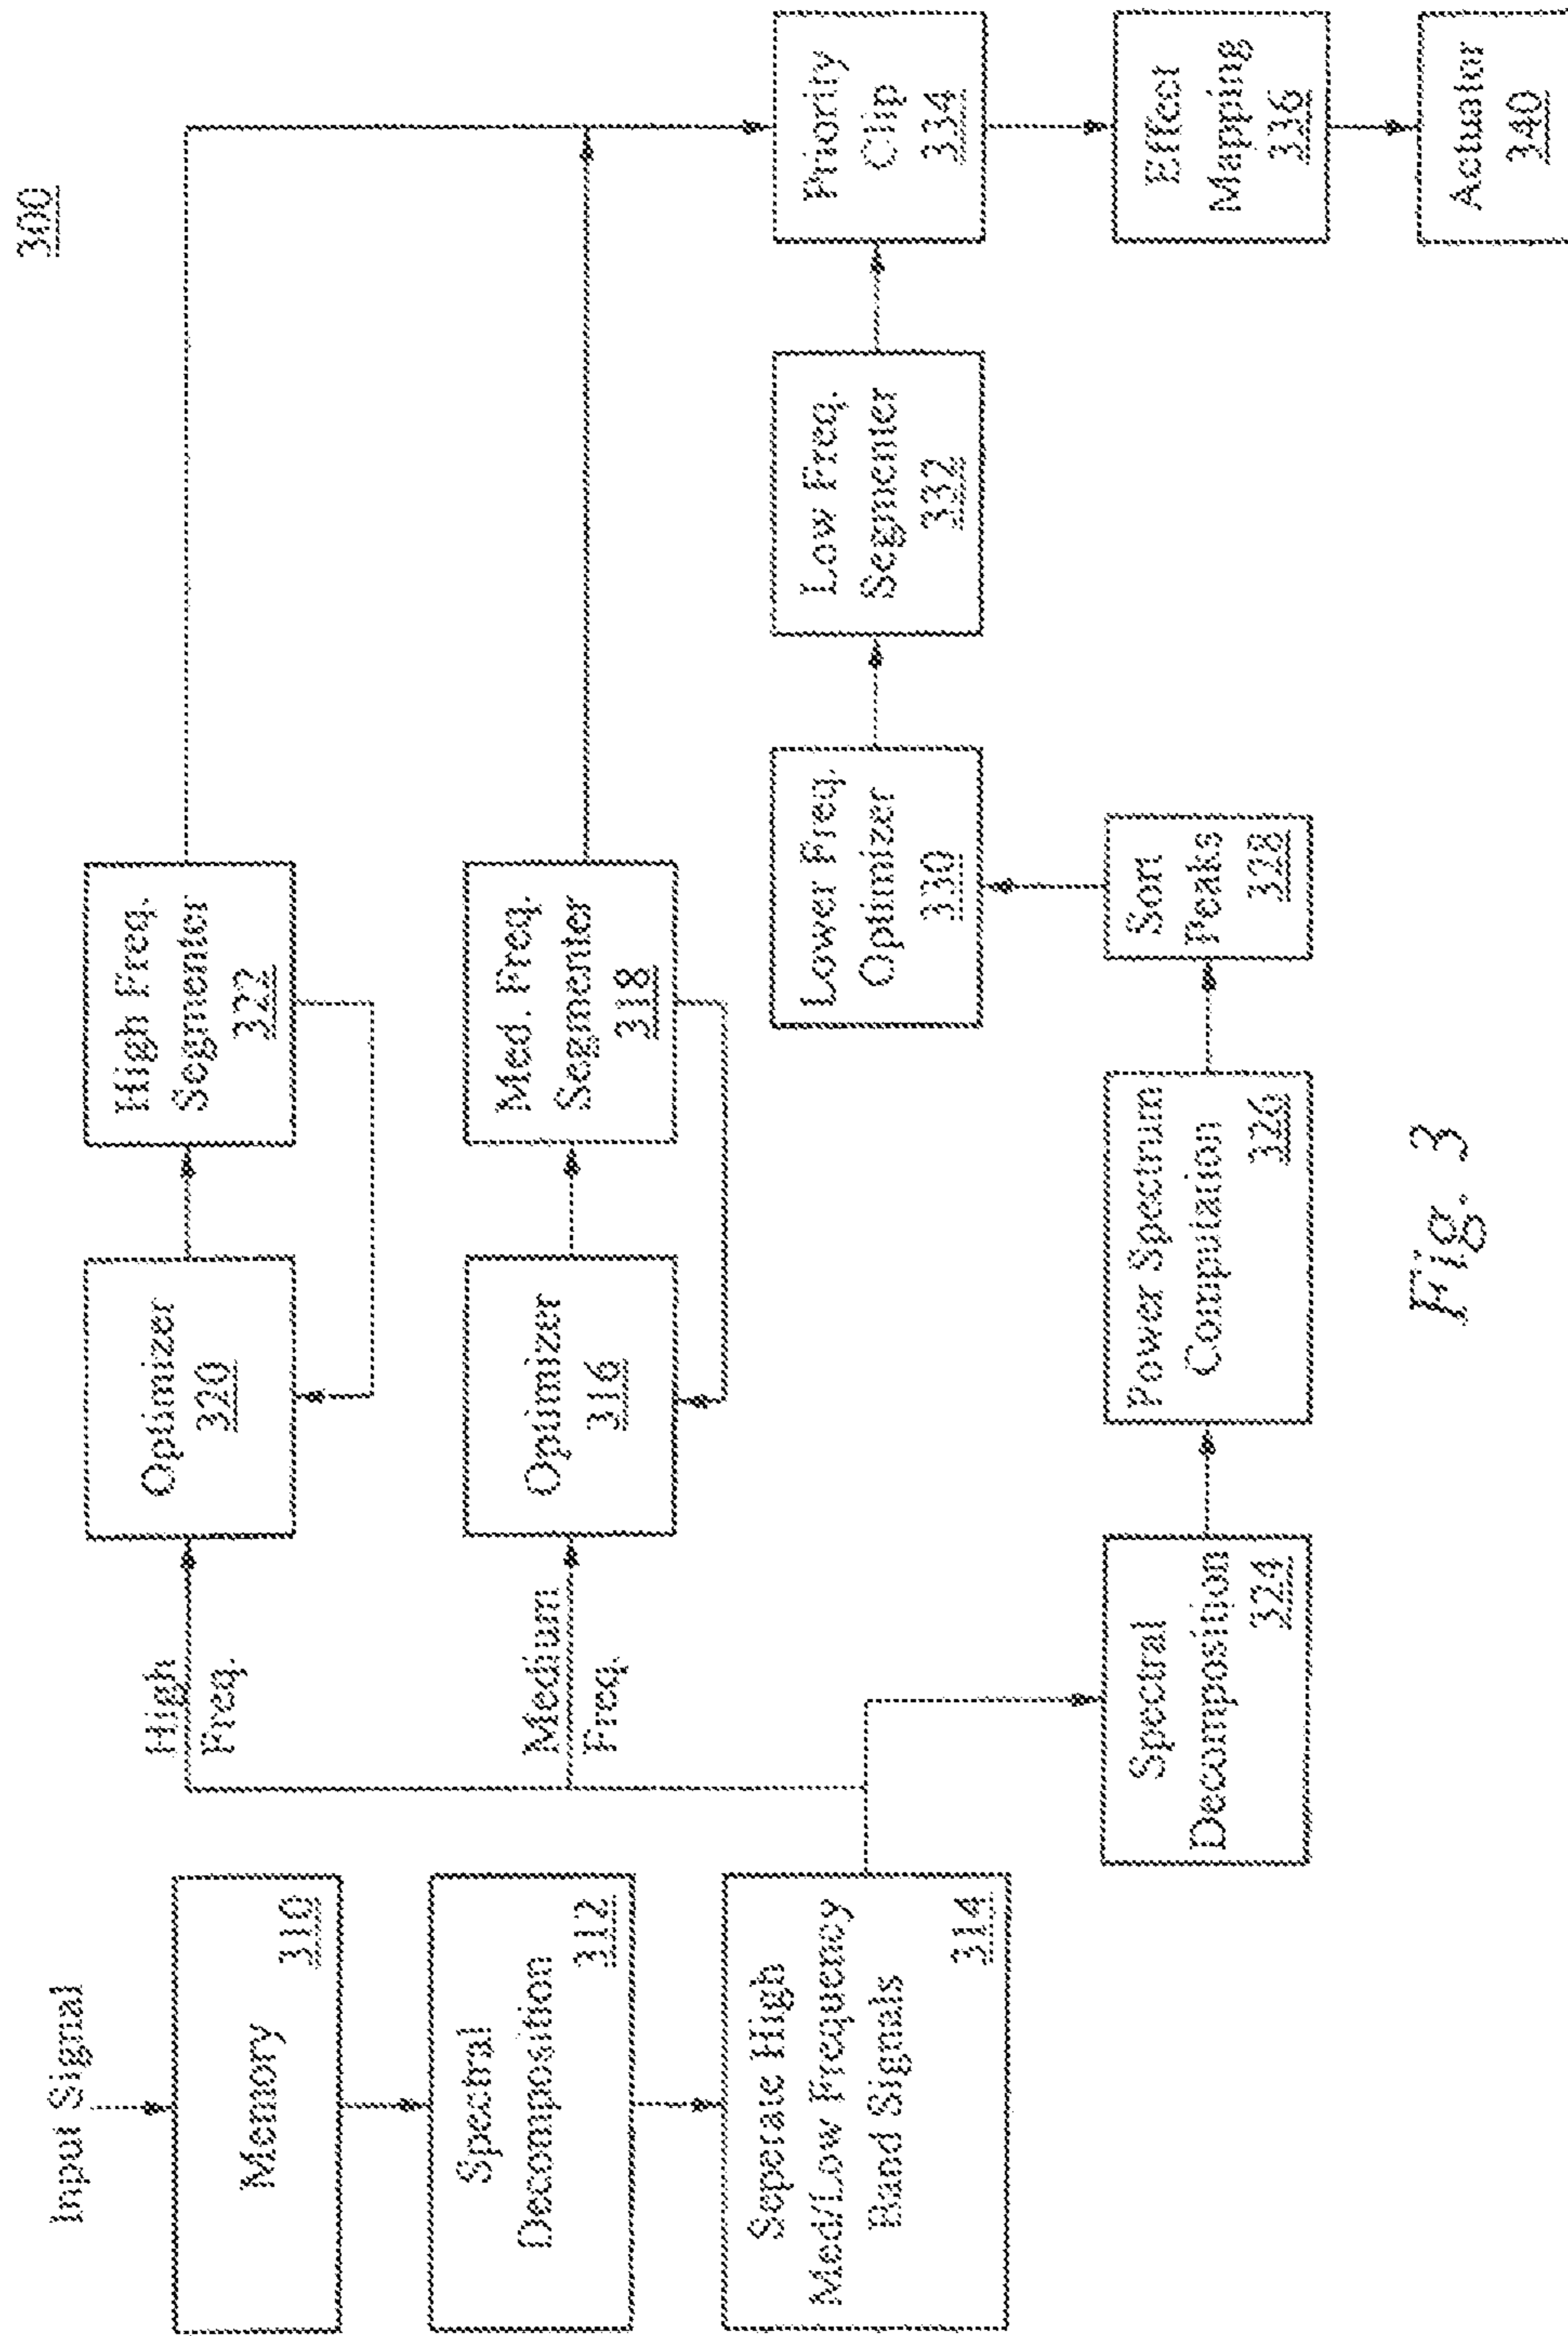 300
Input Signal
Memory
310
Spectral
Decomposition
312
Seperate High
Med/Low Frequency
Band Signals
314
High
Freq.
Optimizer
320
High Freq.
Segmenter
322
Medium
Freq.
Optimizer
316
Med. Freq.
Segmenter
318
Spectral
Decomposition
324
Power Spectrum
Computation
326
Sort
Peaks
328
Lower Freq.
Optimizer
330
Low Freq.
Segmenter
332
Priority
Clip
334
Effect
Mapping
336
Actuator
340
Fig. 3